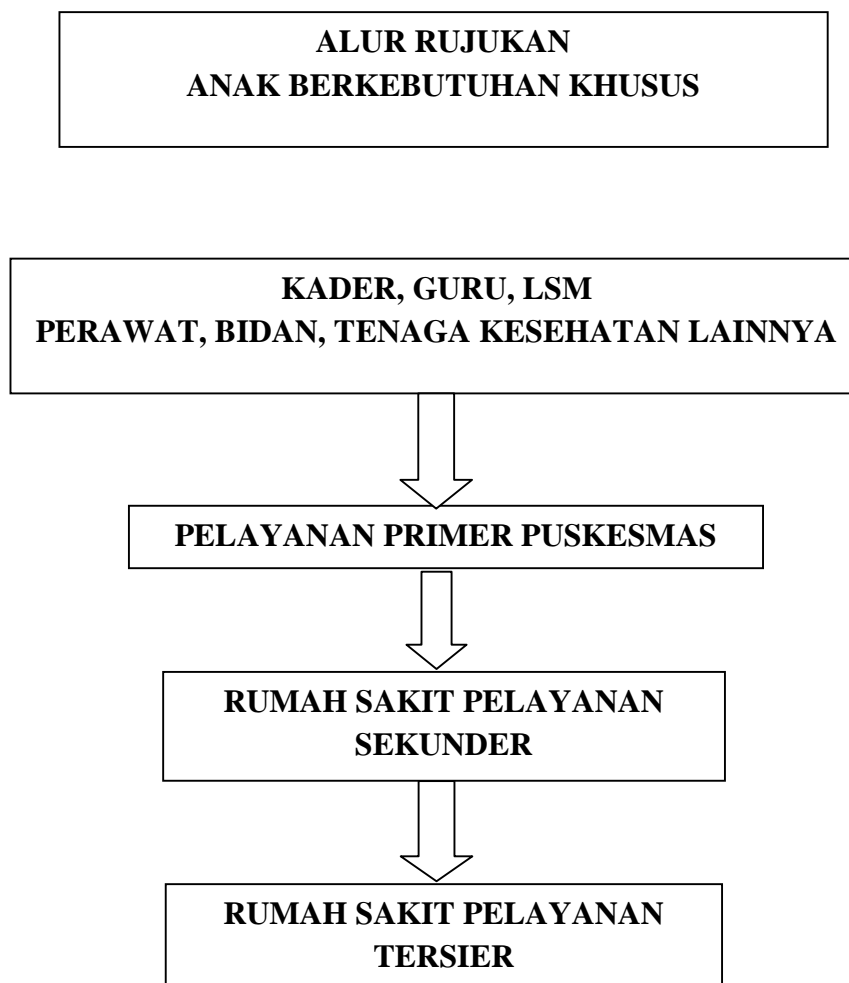 ALUR RUJUKAN
ANAK BERKEBUTUHAN KHUSUS
KADER, GURU, LSM
PERAWAT, BIDAN, TENAGA KESEHATAN LAINNYA
PELAYANAN PRIMER PUSKESMAS
RUMAH SAKIT PELAYANAN
SEKUNDER
RUMAH SAKIT PELAYANAN
TERSIER